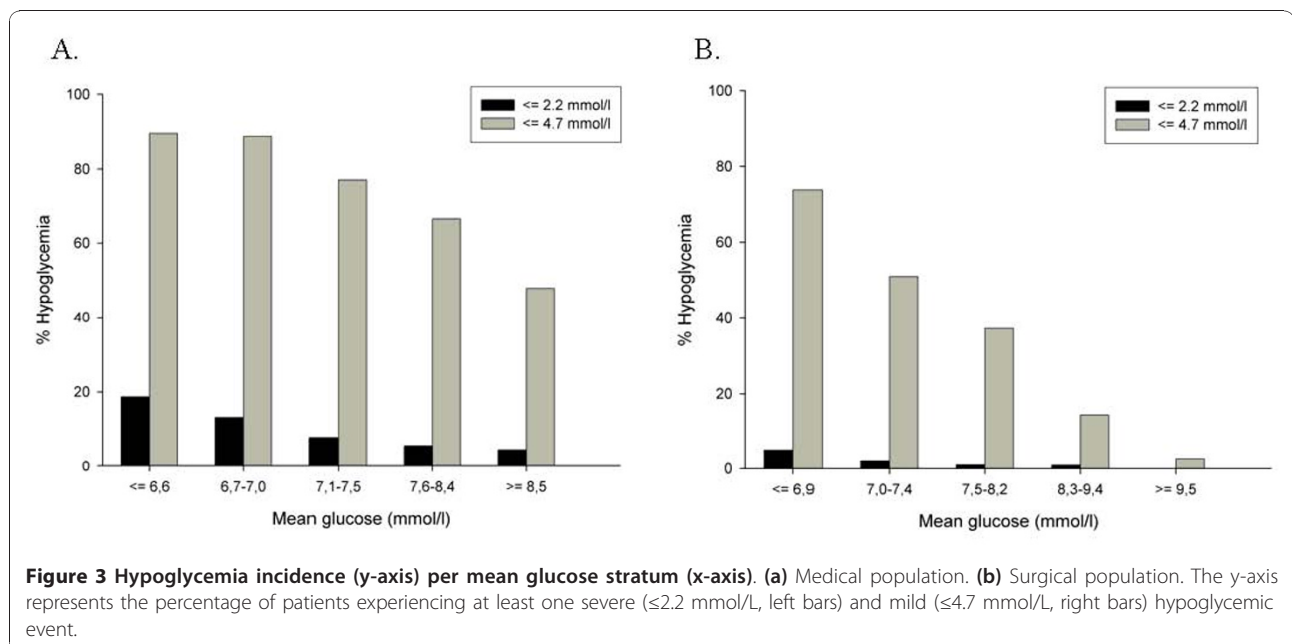 A.
100
80
60
40
20
0
% Hypoglycemia
<= 2.2 mmol/l
<= 4.7 mmol/l
<= 6,6 6,7-7,0 7,1-7,5 7,6-8,4 >= 8,5
Mean glucose (mmol/l)
B.
100
80
60
40
20
0
% Hypoglycemia
<= 2.2 mmol/l
<= 4.7 mmol/l
<= 6,9 7,0-7,4 7,5-8,2 8,3-9,4 >= 9,5
Mean glucose (mmol/l)
Figure 3 Hypoglycemia incidence (y-axis) per mean glucose stratum (x-axis). (a) Medical population. (b) Surgical population. The y-axis
represents the percentage of patients experiencing at least one severe (≤2.2 mmol/L, left bars) and mild (≤4.7 mmol/L, right bars) hypoglycemic
event.